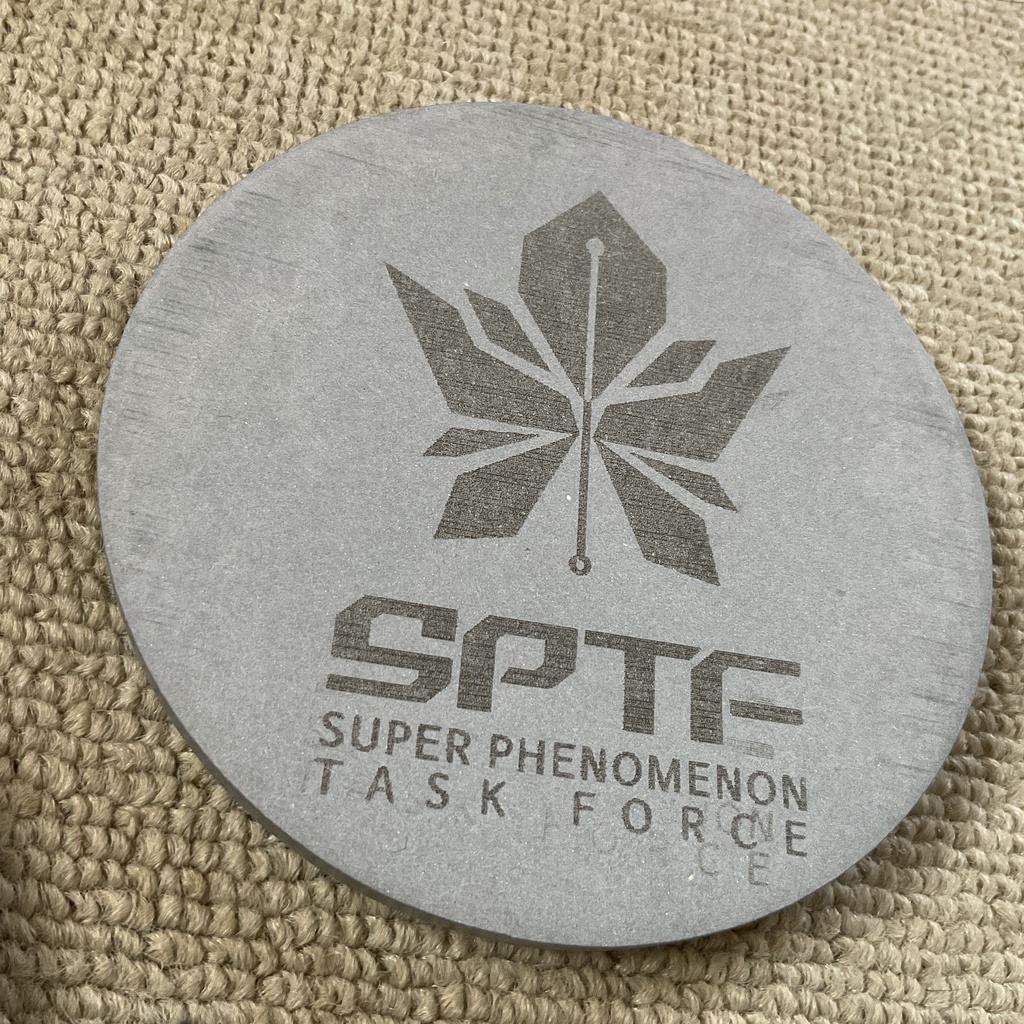 SPTF
SUPER PHENOMENON
TASK FORCE